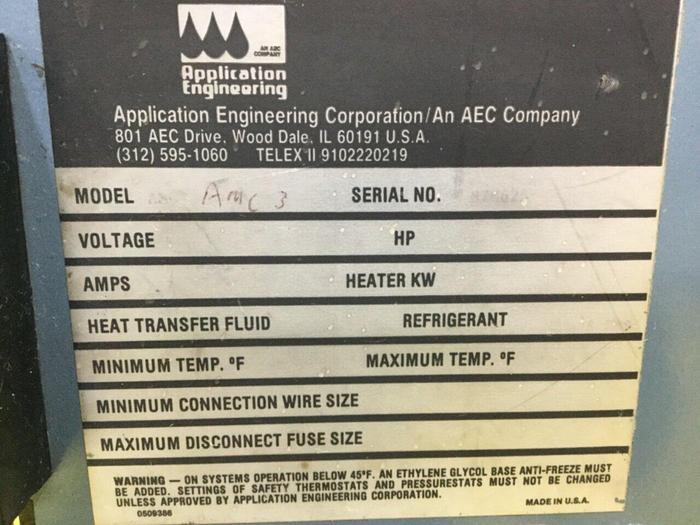 AN AEC
COMPANY
Application
Engineering
Application Engineering Corporation/An AEC Company
801 AEC Drive, Wood Dale, IL 60191 U.S.A.
(312) 595-1060 TELEX II 9102220219
MODEL AMC 3 SERIAL NO.
VOLTAGE HP
AMPS HEATER KW
HEAT TRANSFER FLUID REFRIGERANT
MINIMUM TEMP. ºF MAXIMUM TEMP. ºF
MINIMUM CONNECTION WIRE SIZE
MAXIMUM DISCONNECT FUSE SIZE
WARNING — ON SYSTEMS OPERATION BELOW 45ºF. AN ETHYLENE GLYCOL BASE ANTI-FREEZE MUST
BE ADDED. SETTINGS OF SAFETY THERMOSTATS AND PRESSURESTATS MUST NOT BE CHANGED
UNLESS APPROVED BY APPLICATION ENGINEERING CORPORATION.
MADE IN U.S.A.
0509386